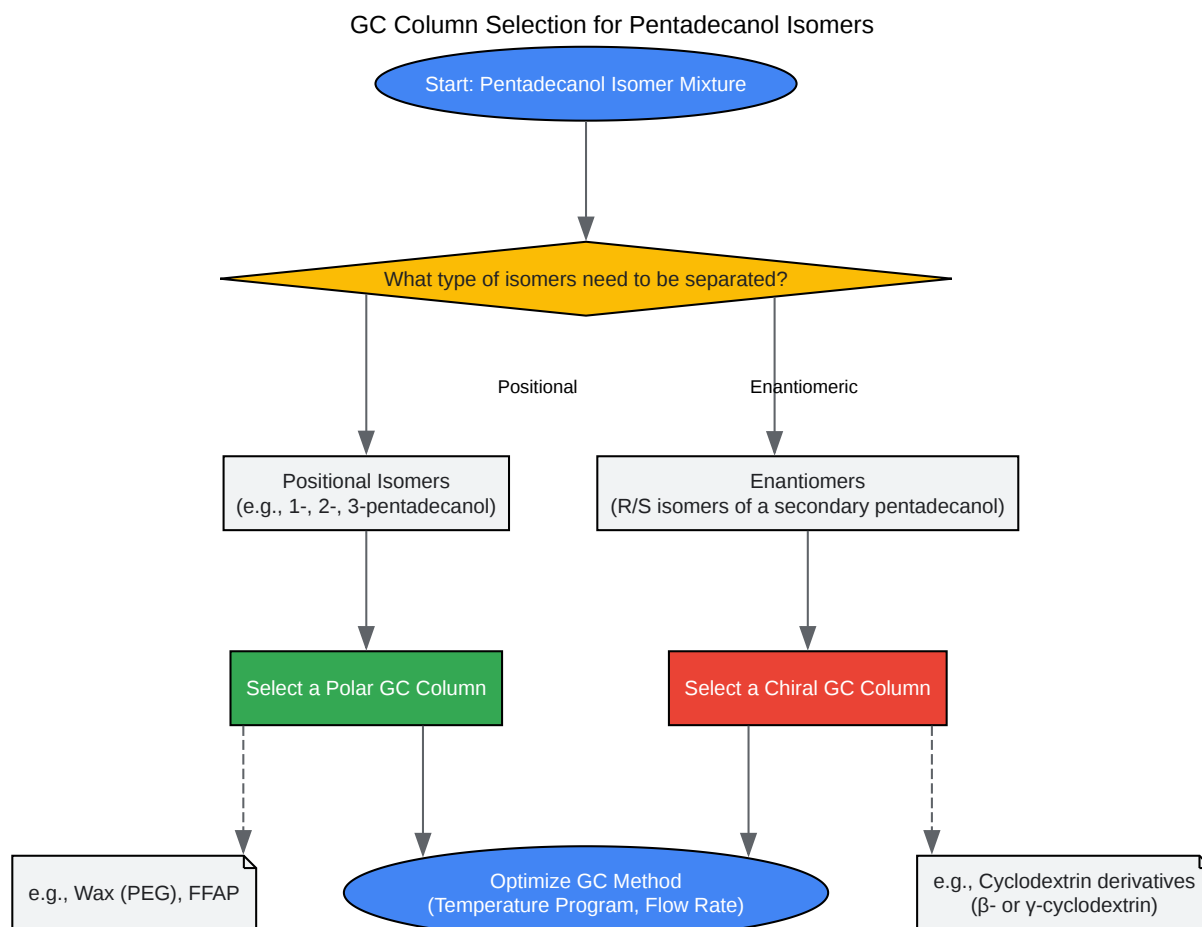 GC Column Selection for Pentadecanol Isomers
Start: Pentadecanol Isomer Mixture
What type of isomers need to be separated?
Positional
Enantiomeric
Positional Isomers
(e.g., 1-, 2-, 3-pentadecanol)
Enantiomers
(R/S isomers of a secondary pentadecanol)
Select a Polar GC Column
Select a Chiral GC Column
e.g., Wax (PEG), FFAP
Optimize GC Method
(Temperature Program, Flow Rate)
e.g., Cyclodextrin derivatives
(β- or γ-cyclodextrin)